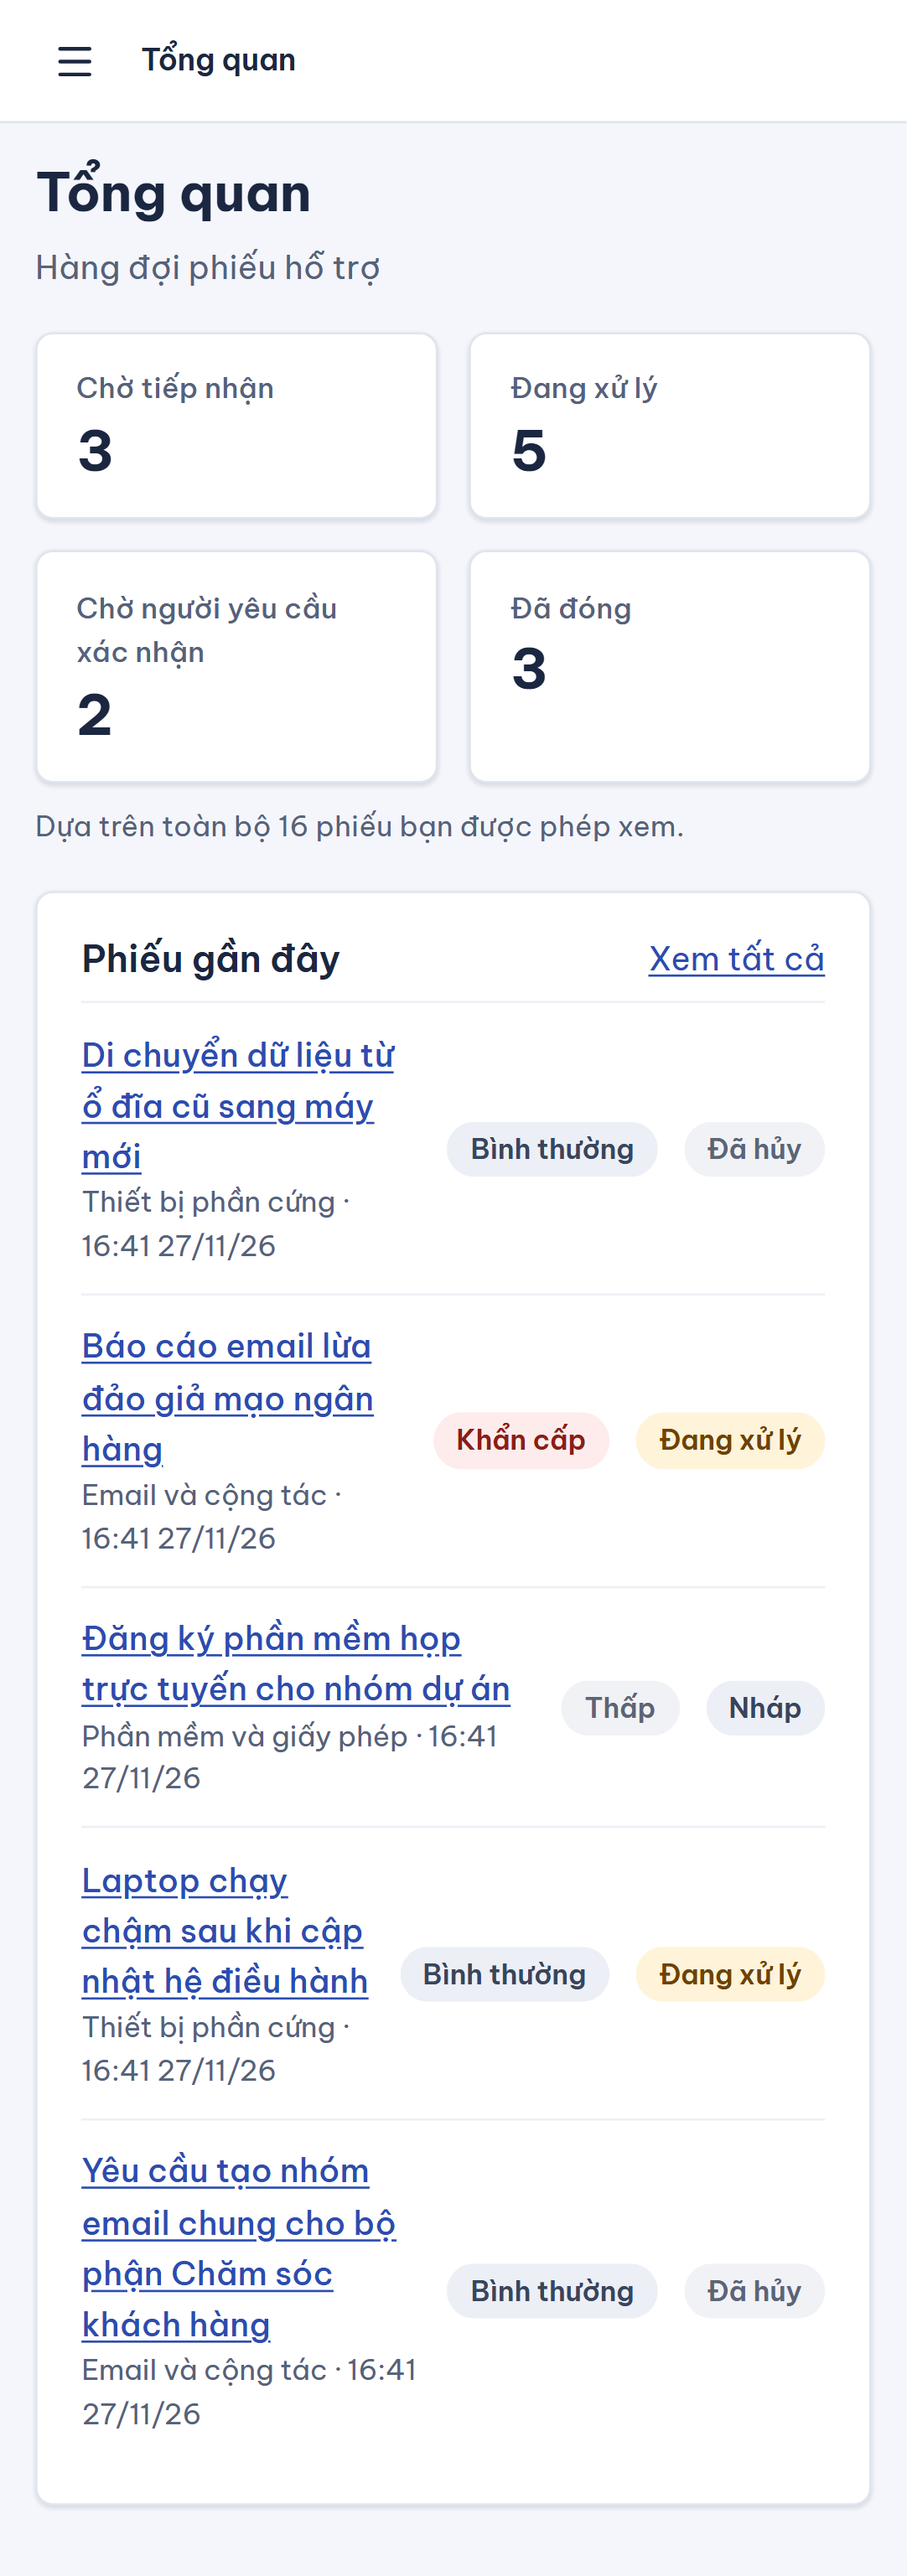 Tổng quan
Tổng quan
Hàng đợi phiếu hỗ trợ
Chờ tiếp nhận
3
Đang xử lý
5
Chờ người yêu cầu
xác nhận
2
Đã đóng
3
Dựa trên toàn bộ 16 phiếu bạn được phép xem.
Phiếu gần đây
Xem tất cả
Di chuyển dữ liệu từ
ổ đĩa cũ sang máy
mới
Thiết bị phần cứng ·
16:41 27/11/26
Bình thường
Đã hủy
Báo cáo email lừa
đảo giả mạo ngân
hàng
Email và cộng tác ·
16:41 27/11/26
Khẩn cấp
Đang xử lý
Đăng ký phần mềm họp
trực tuyến cho nhóm dự án
Phần mềm và giấy phép · 16:41
27/11/26
Thấp
Nháp
Laptop chạy
chậm sau khi cập
nhật hệ điều hành
Thiết bị phần cứng ·
16:41 27/11/26
Bình thường
Đang xử lý
Yêu cầu tạo nhóm
email chung cho bộ
phận Chăm sóc
khách hàng
Email và cộng tác · 16:41
27/11/26
Bình thường
Đã hủy